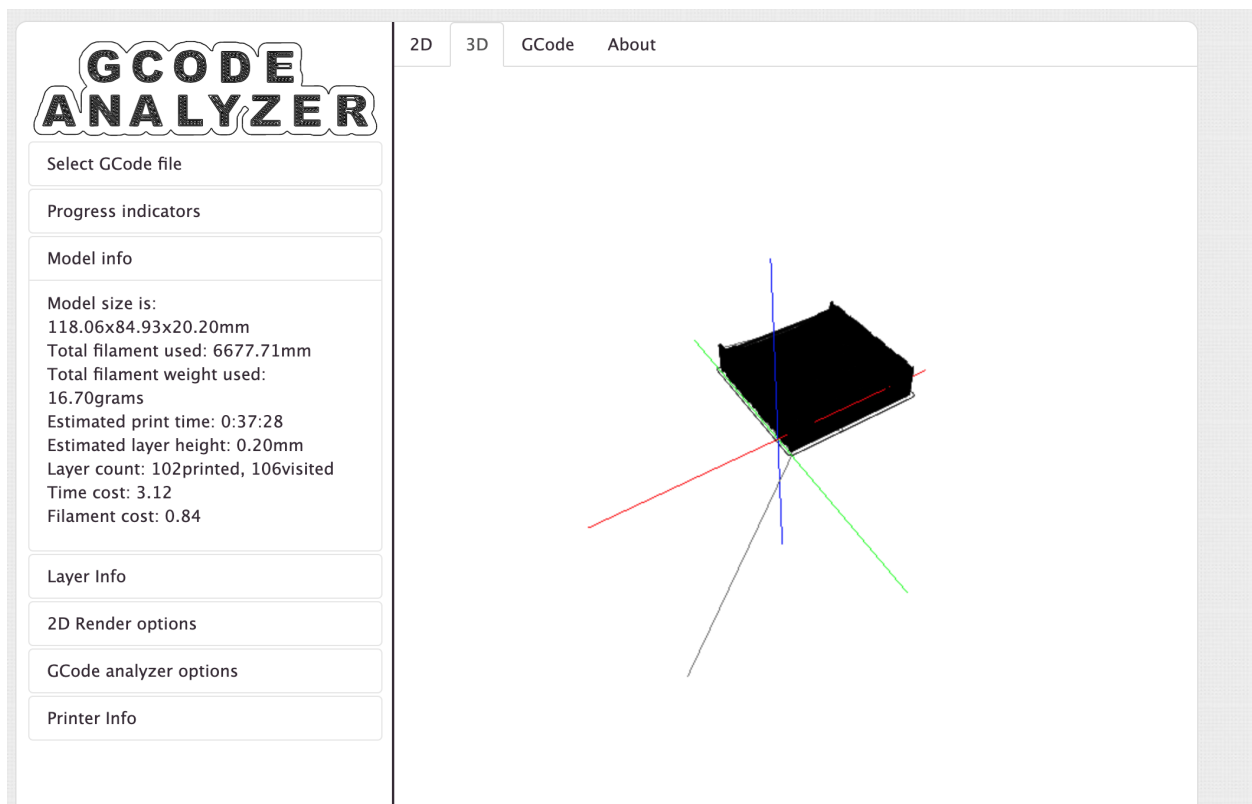 GCODE
ANALYZER
2D 3D GCode About
Select GCode file
Progress indicators
Model info
Model size is:
118.06x84.93x20.20mm
Total filament used: 6677.71mm
Total filament weight used:
16.70grams
Estimated print time: 0:37:28
Estimated layer height: 0.20mm
Layer count: 102printed, 106visited
Time cost: 3.12
Filament cost: 0.84
Layer Info
2D Render options
GCode analyzer options
Printer Info